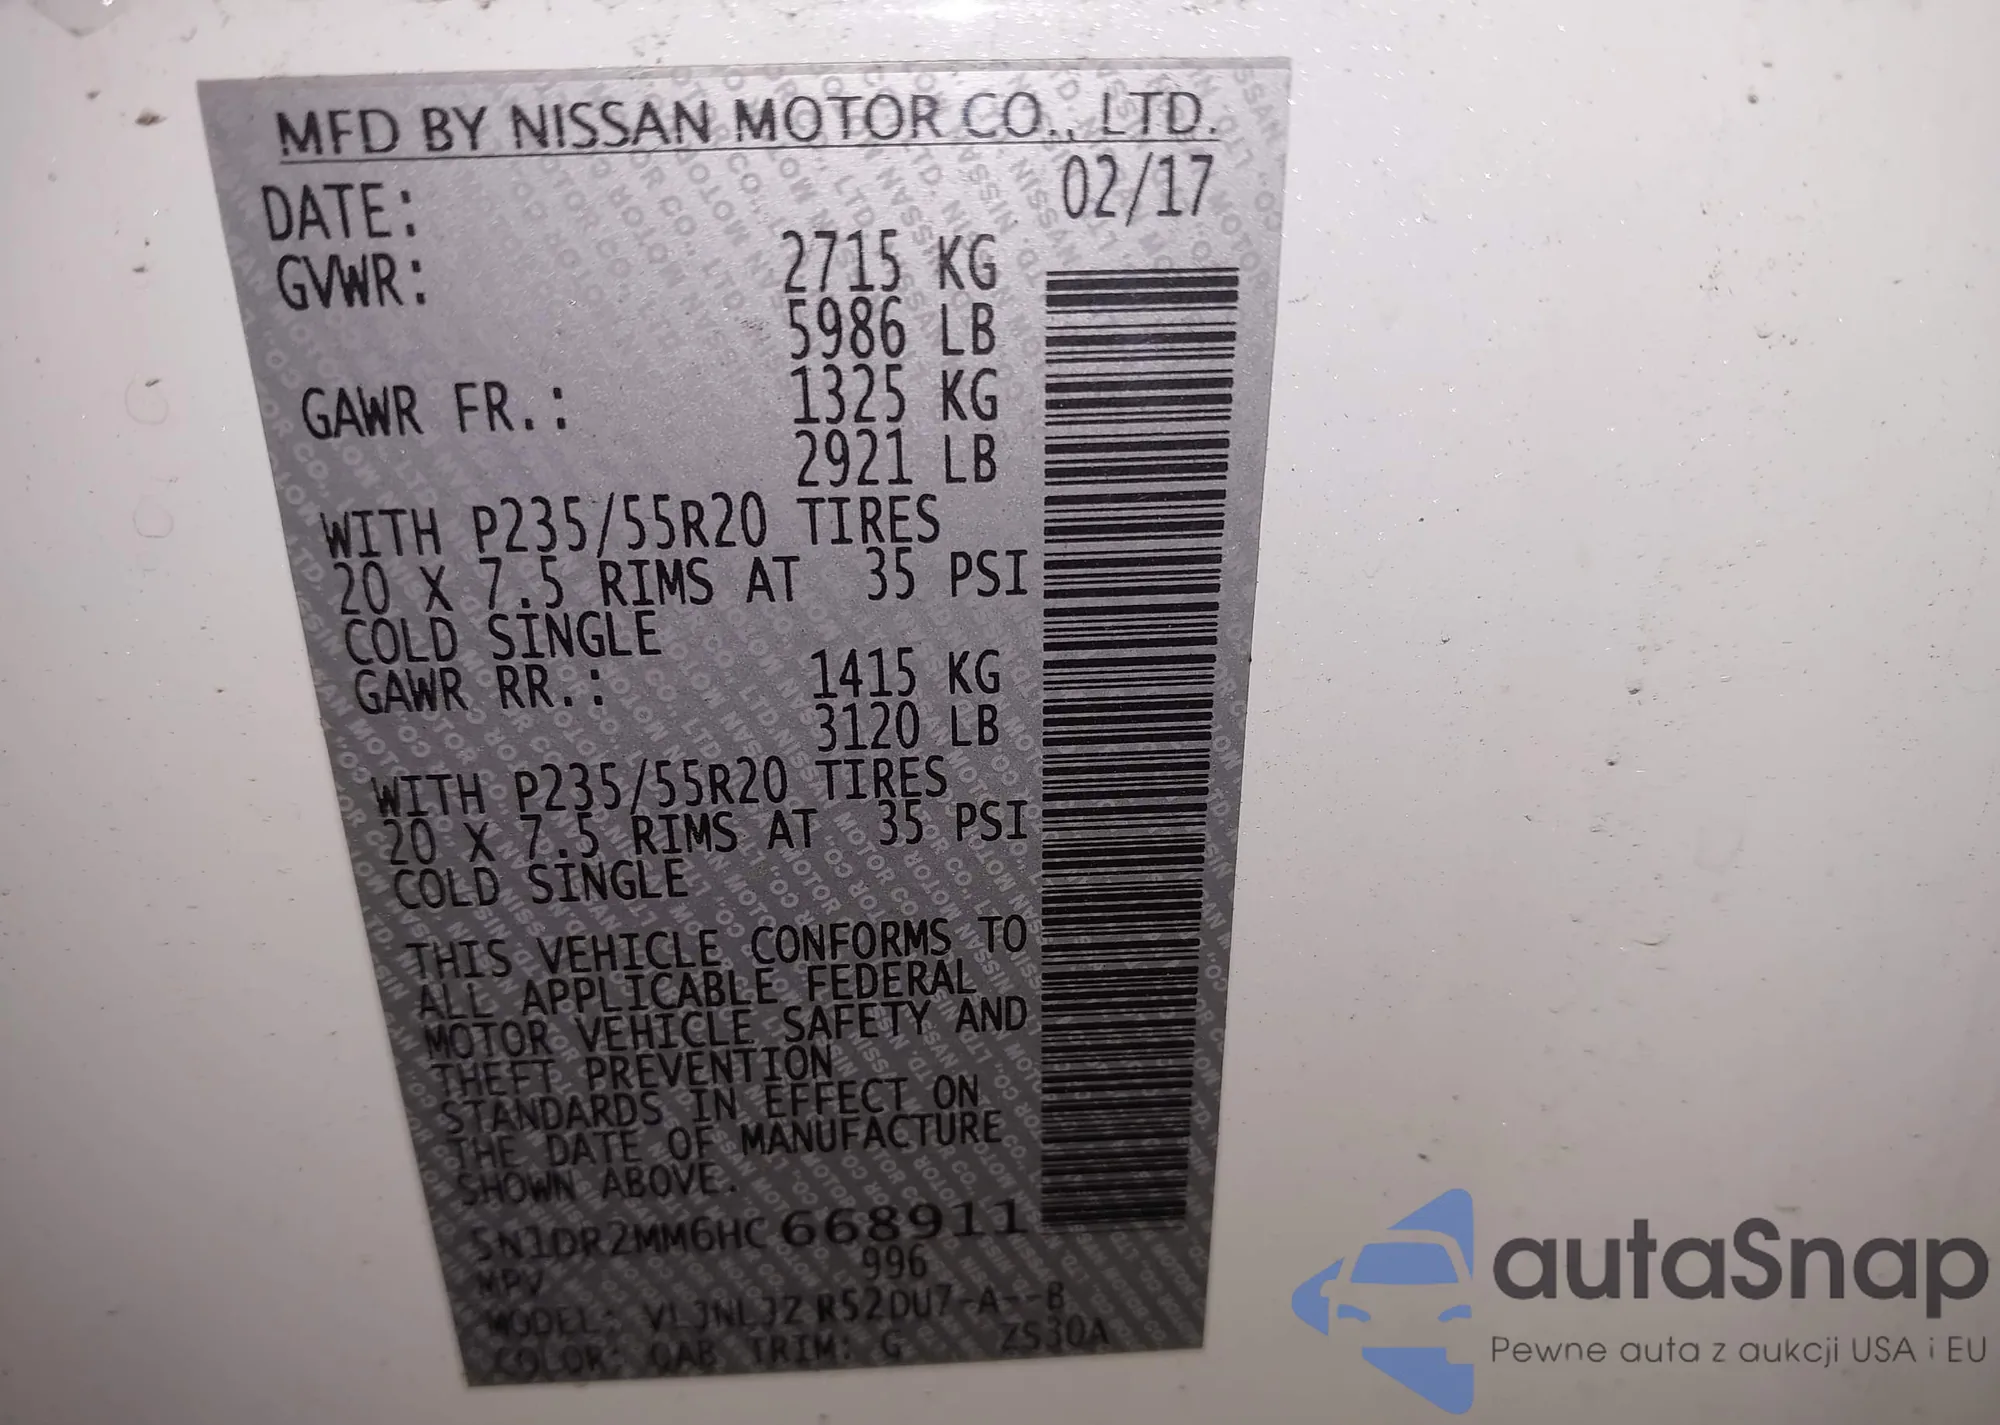 MFD BY NISSAN MOTOR CO., LTD.
DATE: 02/17
GVWR: 2715 KG
5986 LB
GAWR FR.: 1325 KG
2921 LB
WITH P235/55R20 TIRES
20 X 7.5 RIMS AT 35 PSI
COLD SINGLE
GAWR RR.: 1415 KG
3120 LB
WITH P235/55R20 TIRES
20 X 7.5 RIMS AT 35 PSI
COLD SINGLE
THIS VEHICLE CONFORMS TO
ALL APPLICABLE FEDERAL
MOTOR VEHICLE SAFETY AND
THEFT PREVENTION
STANDARDS IN EFFECT ON
THE DATE OF MANUFACTURE
SHOWN ABOVE.
5N1DR2MM6HC668911
MPV 996
MODEL: R52DU7-A--B
COLOR: QAB TRIM: G ZS30A
autaSnap
Pewne auta z aukcji USA i EU